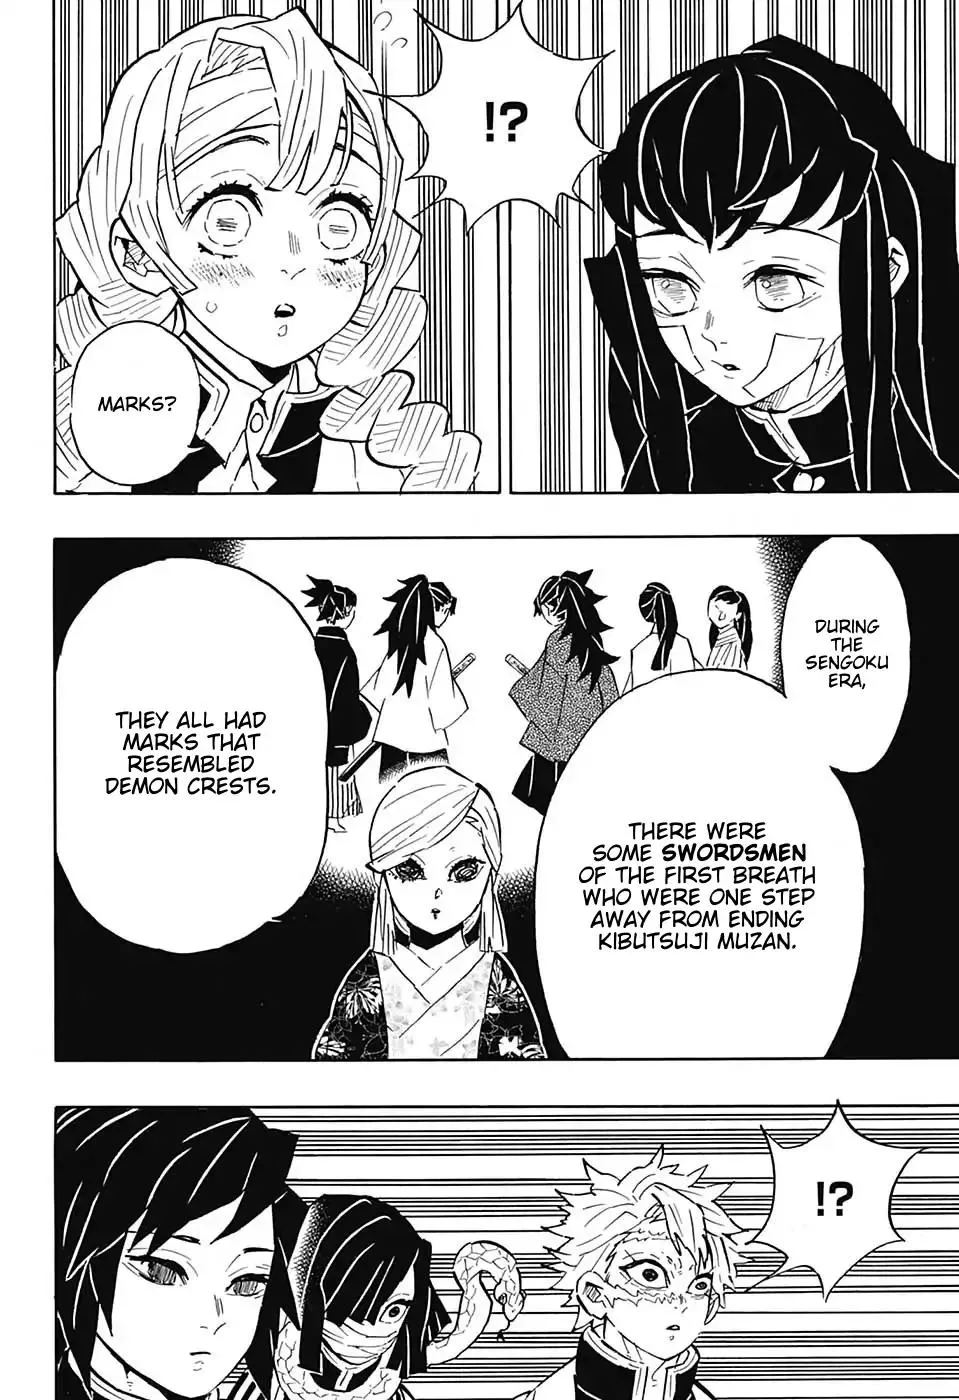 !?
MARKS?
DURING
THE
SENGOKU
ERA,
THERE WERE
SOME SWORDSMEN
OF THE FIRST BREATH
WHO WERE ONE STEP
AWAY FROM ENDING
KIBUTSUJI MUZAN.
THEY ALL HAD
MARKS THAT
RESEMBLED
DEMON CRESTS.
!?